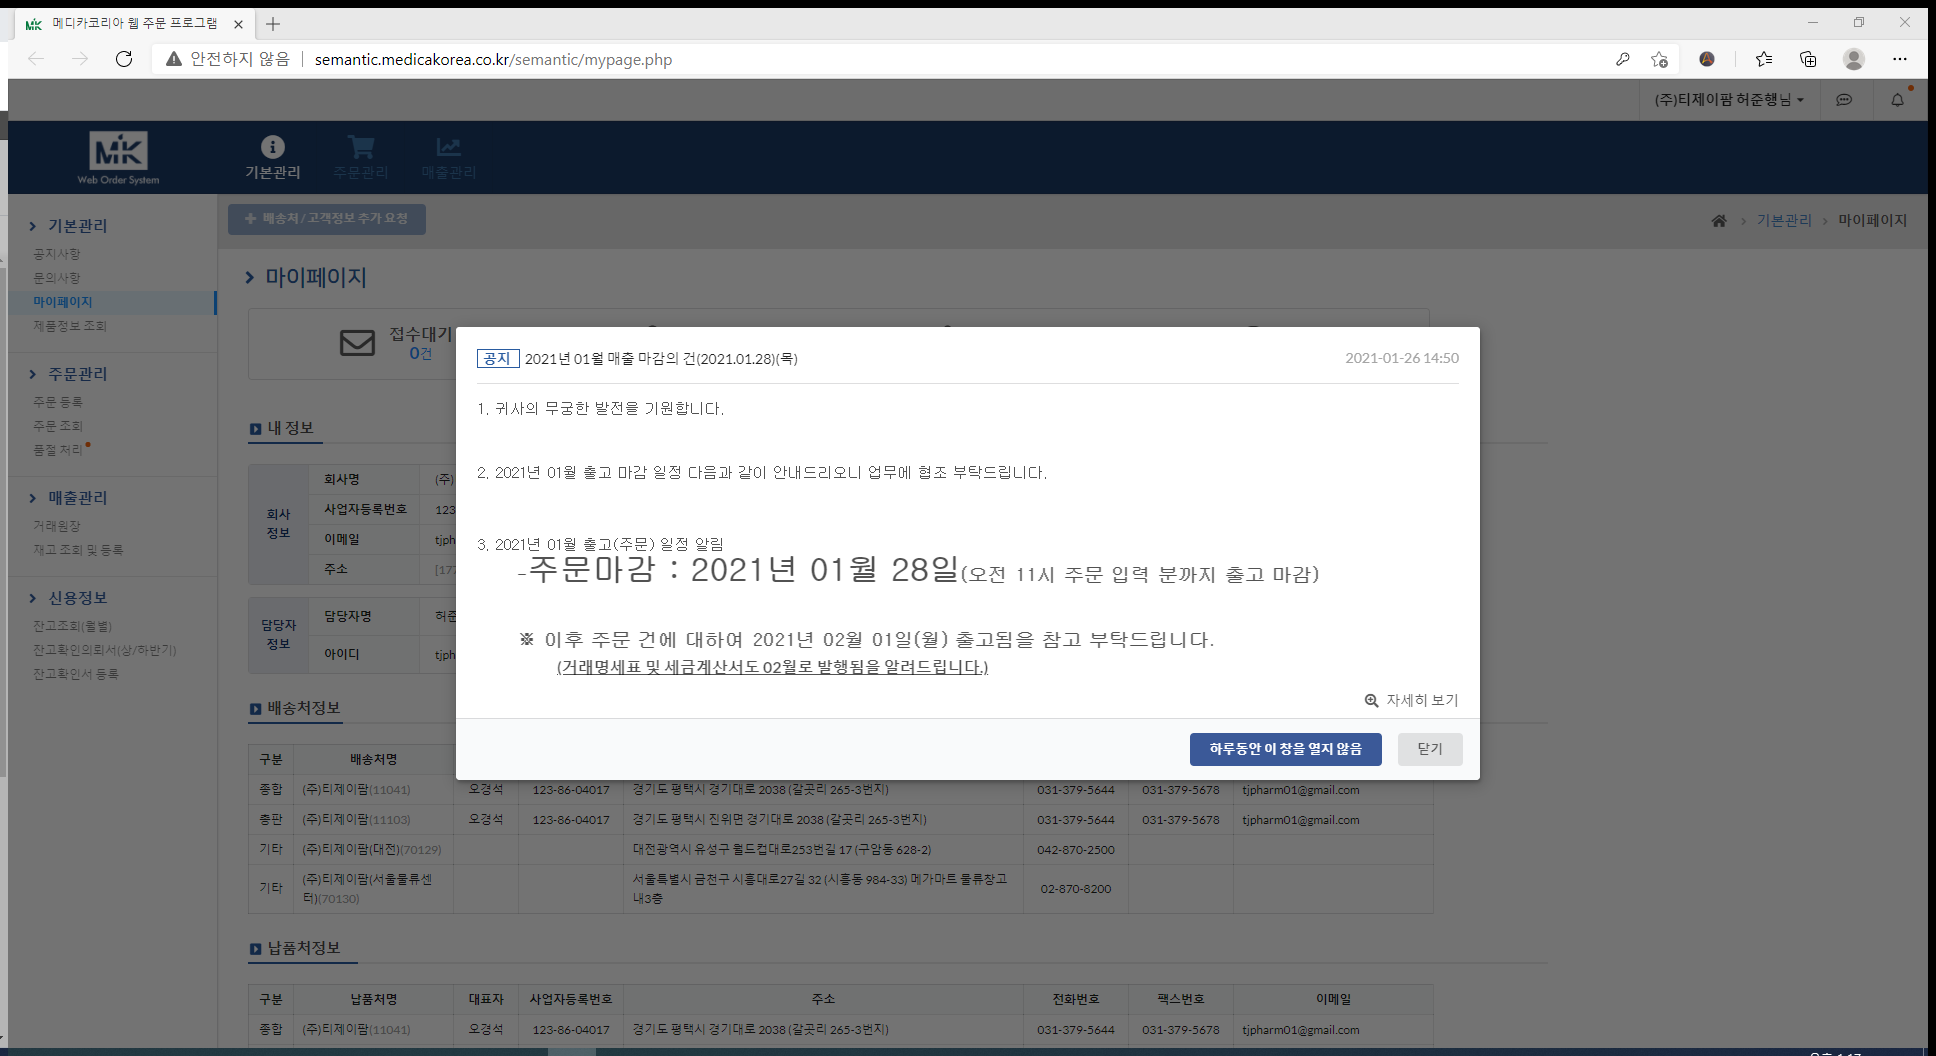 메디카코리아 웹 주문 프로그램
안전하지 않음 semantic.medicakorea.co.kr/semantic/mypage.php
(주)티제이팜 허준행님
MK
Web Order System
기본관리 주문관리 매출관리
기본관리
공지사항
문의사항
마이페이지
제품정보 조회
주문관리
주문 등록
주문 조회
품절 처리
매출관리
거래원장
재고 조회 및 등록
신용정보
잔고조회(월별)
잔고확인의뢰서(상/하반기)
잔고확인서 등록
배송처 / 고객정보 추가 요청
기본관리 마이페이지
마이페이지
접수대기
0건
내 정보
회사 정보
회사명 (주)
사업자등록번호 123
이메일 tjph
주소 [177
담당자 정보
담당자명 허준
아이디 tjph
공지 2021년 01월 매출 마감의 건(2021.01.28)(목) 2021-01-26 14:50
1. 귀사의 무궁한 발전을 기원합니다.
2. 2021년 01월 출고 마감 일정 다음과 같이 안내드리오니 업무에 협조 부탁드립니다.
3. 2021년 01월 출고(주문) 일정 알림
-주문마감 : 2021년 01월 28일(오전 11시 주문 입력 분까지 출고 마감)
※ 이후 주문 건에 대하여 2021년 02월 01일(월) 출고됨을 참고 부탁드립니다.
(거래명세표 및 세금계산서도 02월로 발행됨을 알려드립니다.)
자세히 보기
하루동안 이 창을 열지 않음 닫기
배송처정보
구분 배송처명
종합 (주)티제이팜(11041) 오경석 123-86-04017 경기도 평택시 경기대로 2038 (갈곶리 265-3번지) 031-379-5644 031-379-5678 tjpharm01@gmail.com
총판 (주)티제이팜(11103) 오경석 123-86-04017 경기도 평택시 진위면 경기대로 2038 (갈곶리 265-3번지) 031-379-5644 031-379-5678 tjpharm01@gmail.com
기타 (주)티제이팜(대전)(70129) 대전광역시 유성구 월드컵대로253번길 17 (구암동 628-2) 042-870-2500
기타 (주)티제이팜(서울물류센터)(70130) 서울특별시 금천구 시흥대로27길 32 (시흥동 984-33) 메가마트 물류창고 내3층 02-870-8200
납품처정보
구분 납품처명 대표자 사업자등록번호 주소 전화번호 팩스번호 이메일
종합 (주)티제이팜(11041) 오경석 123-86-04017 경기도 평택시 경기대로 2038 (갈곶리 265-3번지) 031-379-5644 031-379-5678 tjpharm01@gmail.com